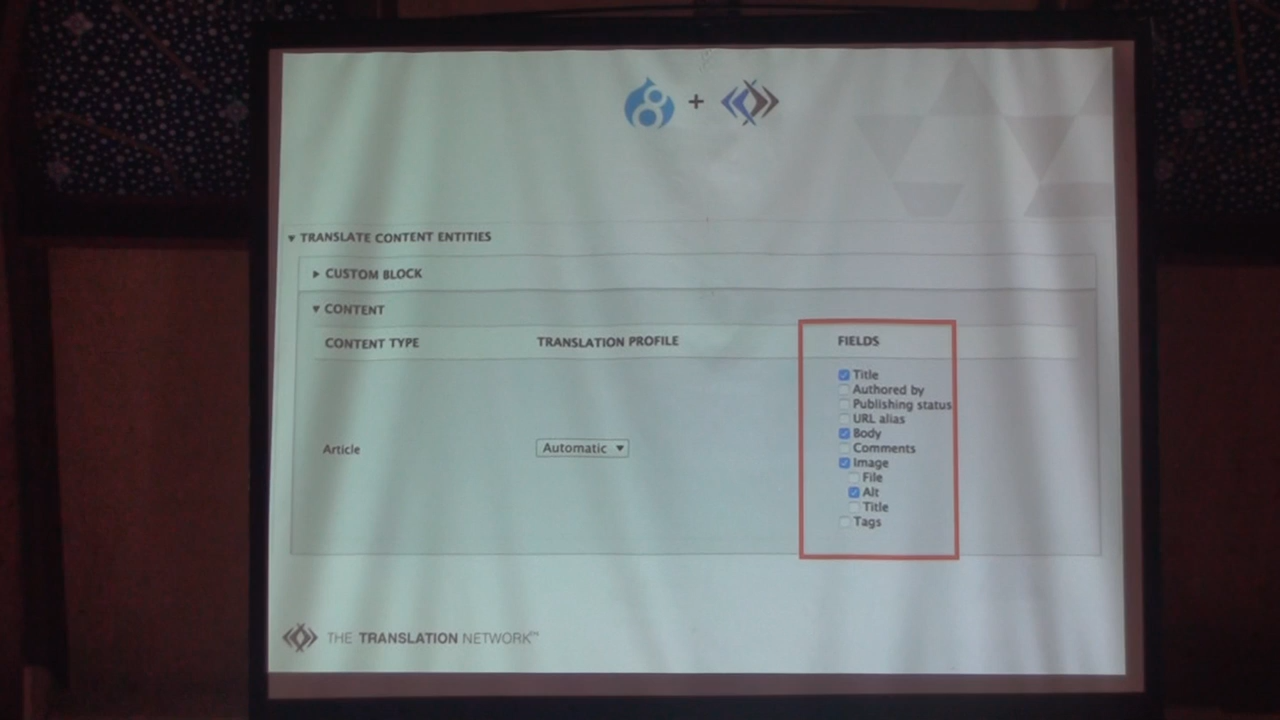 8 +
TRANSLATE CONTENT ENTITIES
CUSTOM BLOCK
CONTENT
CONTENT TYPE TRANSLATION PROFILE FIELDS
Title
Authored by
Publishing status
URL alias
Body
Article Automatic Comments
Image
File
Alt
Title
Tags
THE TRANSLATION NETWORK™